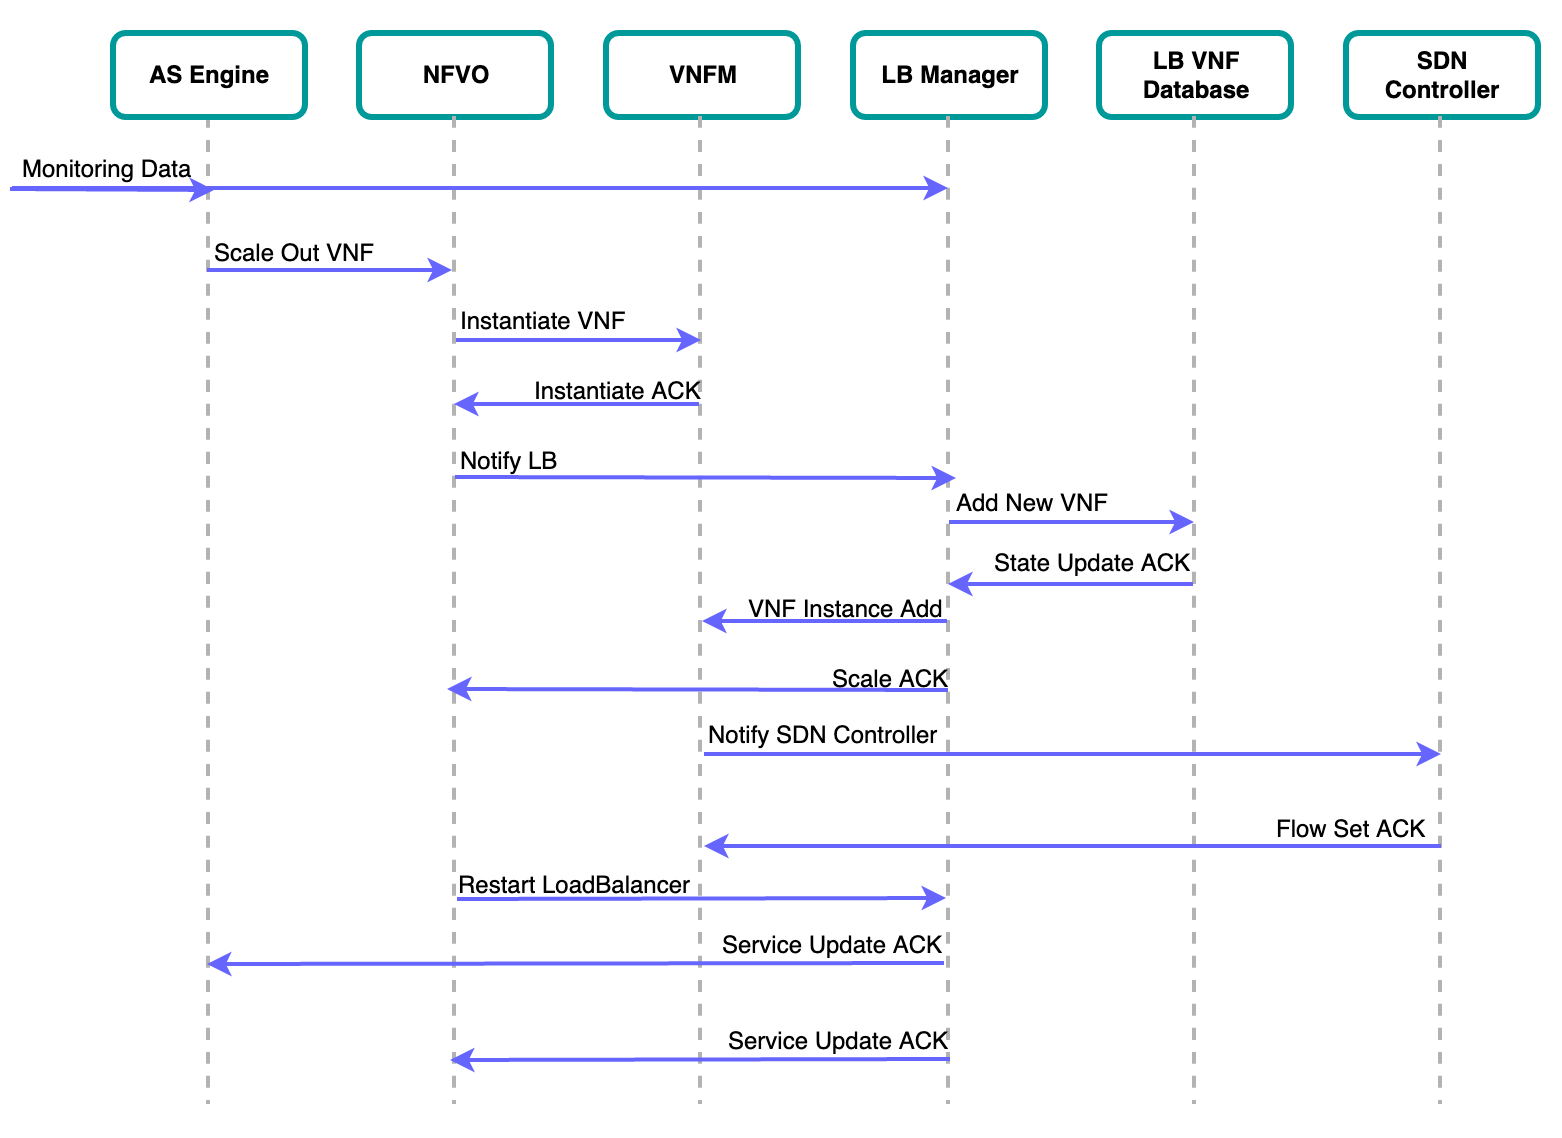 AS Engine
NFVO
VNFM
LB Manager
LB VNF
Database
SDN
Controller
Monitoring Data
Scale Out VNF
Instantiate VNF
Instantiate ACK
Notify LB
Add New VNF
State Update ACK
VNF Instance Add
Scale ACK
Notify SDN Controller
Flow Set ACK
Restart LoadBalancer
Service Update ACK
Service Update ACK